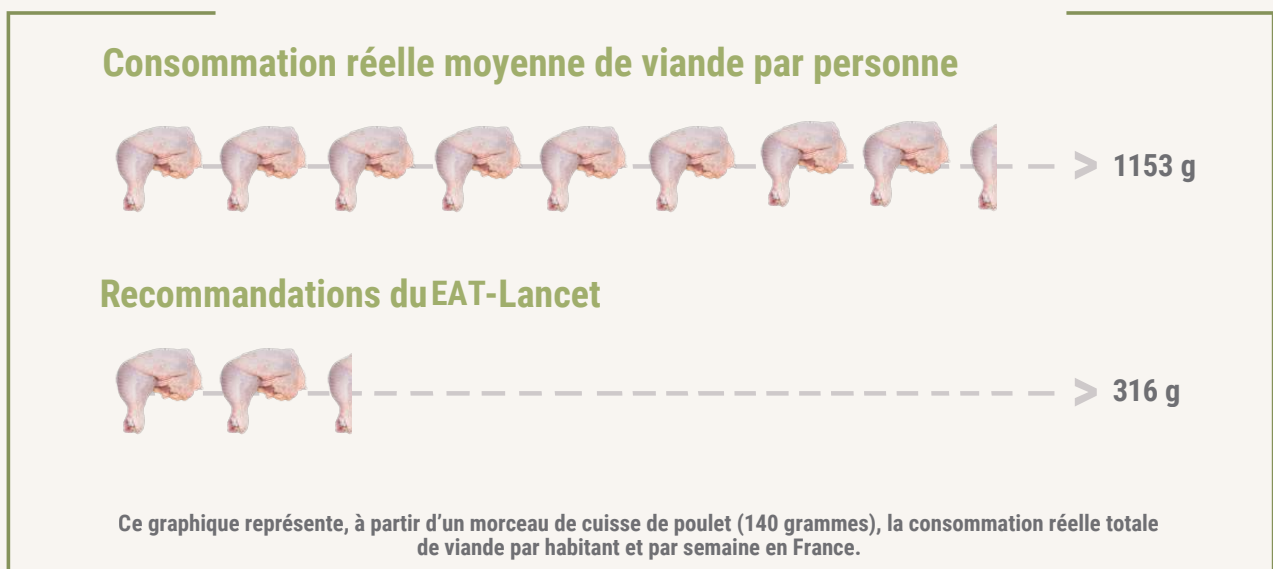 Consommation réelle moyenne de viande par personne
> 1153 g
Recommandations du EAT-Lancet
> 316 g
Ce graphique représente, à partir d’un morceau de cuisse de poulet (140 grammes), la consommation réelle totale
de viande par habitant et par semaine en France.